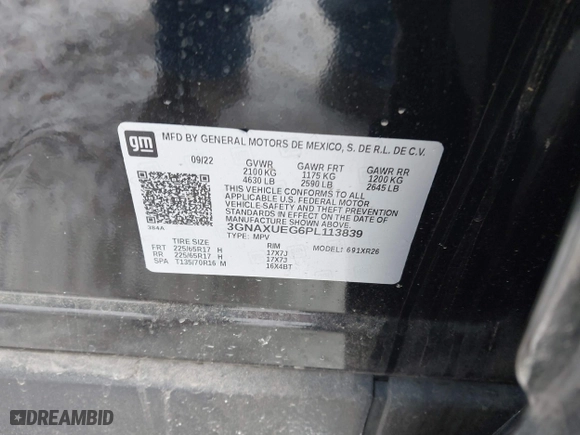 gm
MFD BY GENERAL MOTORS DE MEXICO, S. DE R.L. DE C.V.
09/22 GVWR GAWR FRT GAWR RR
2100 KG 1175 KG 1200 KG
4630 LB 2590 LB 2645 LB
THIS VEHICLE CONFORMS TO ALL
APPLICABLE U.S. FEDERAL MOTOR
VEHICLE SAFETY AND THEFT PREVENTION
STANDARDS IN EFFECT ON THE DATE OF
MANUFACTURE SHOWN ABOVE.
384A
3GNAXUEG6PL113839
TYPE: MPV MODEL: 691XR26
TIRE SIZE RIM
FRT 225/65R17 H 17X7J
RR 225/65R17 H 17X7J
SPA T135/70R16 M 16X4BT
DREAMBID